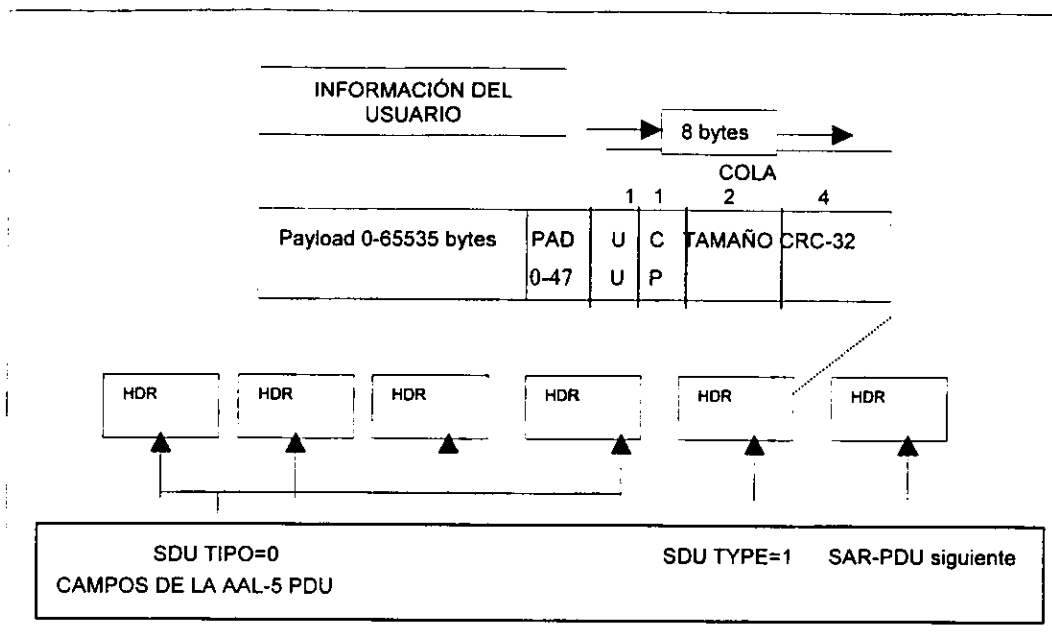 INFORMACIÓN DEL
USUARIO
8 bytes
COLA
1 1 2 4
Payload 0-65535 bytes PAD U C TAMAÑO CRC-32
0-47 U P
HDR HDR HDR HDR HDR HDR
SDU TIPO=0 SDU TYPE=1 SAR-PDU siguiente
CAMPOS DE LA AAL-5 PDU